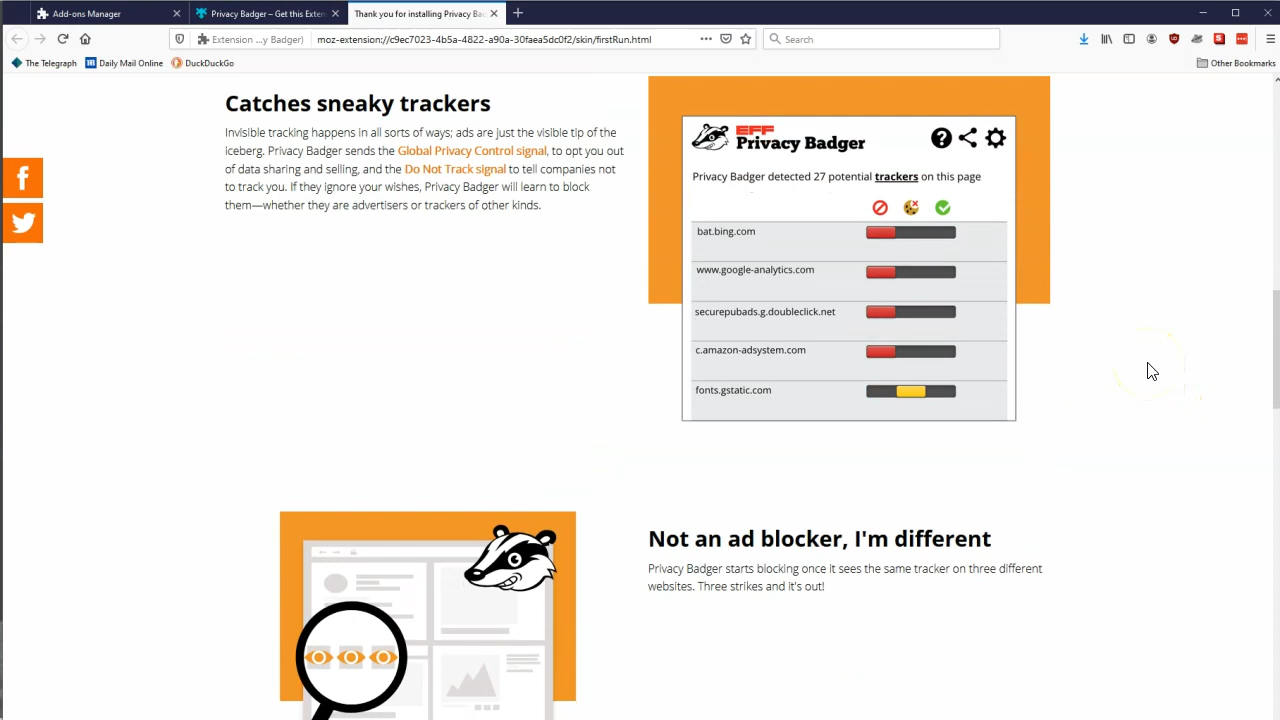 Add-ons Manager
Privacy Badger – Get this Exten
Thank you for installing Privacy Bad
Extension ...y Badger)
moz-extension://c9ec7023-4b5a-4822-a90a-30faea5dc0f2/skin/firstRun.html
Search
The Telegraph
Daily Mail Online
DuckDuckGo
Other Bookmarks
Catches sneaky trackers
Invisible tracking happens in all sorts of ways; ads are just the visible tip of the
iceberg. Privacy Badger sends the Global Privacy Control signal, to opt you out
of data sharing and selling, and the Do Not Track signal to tell companies not
to track you. If they ignore your wishes, Privacy Badger will learn to block
them—whether they are advertisers or trackers of other kinds.
EFF
Privacy Badger
Privacy Badger detected 27 potential trackers on this page
bat.bing.com
www.google-analytics.com
securepubads.g.doubleclick.net
c.amazon-adsystem.com
fonts.gstatic.com
Not an ad blocker, I'm different
Privacy Badger starts blocking once it sees the same tracker on three different
websites. Three strikes and it's out!